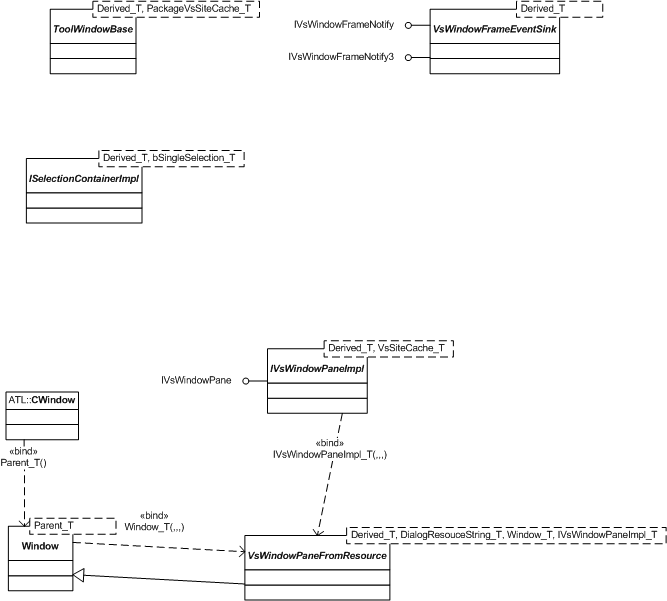 Derived_T, PackageVsSiteCache_T
ToolWindowBase
Derived_T
IVsWindowFrameNotify
VsWindowFrameEventSink
IVsWindowFrameNotify3
Derived_T, bSingleSelection_T
ISelectionContainerImpl
Derived_T, VsSiteCache_T
IVsWindowPaneImpl
IVsWindowPane
ATL::CWindow
«bind»
Parent_T()
«bind»
IVsWindowPaneImpl_T(,,,)
Parent_T
Window
«bind»
Window_T(,,,)
Derived_T, DialogResouceString_T, Window_T, IVsWindowPaneImpl_T
VsWindowPaneFromResource